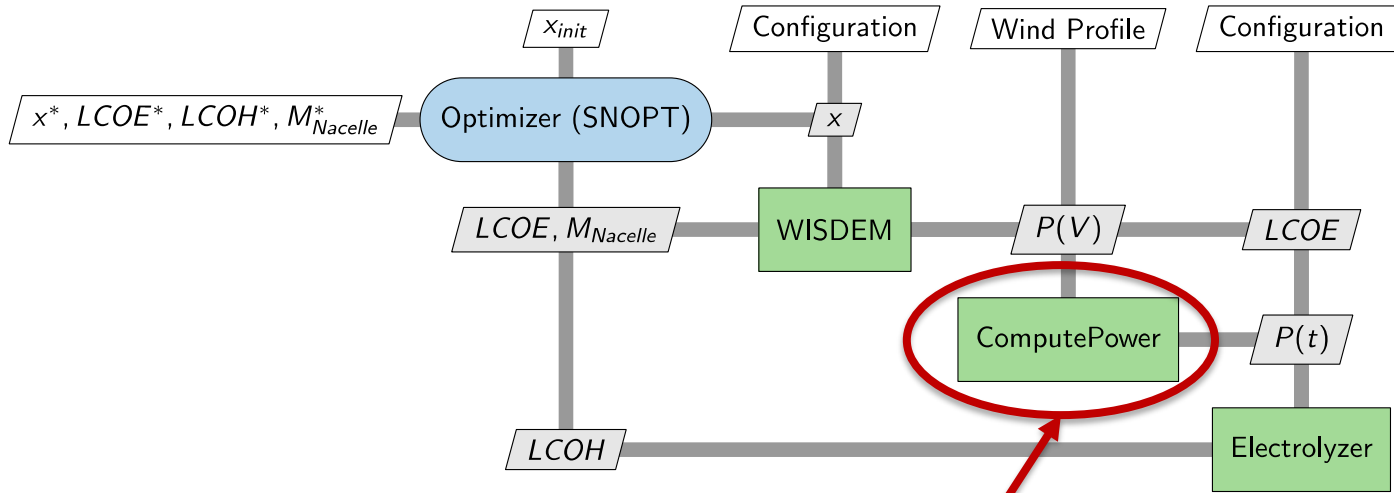 x_init
Configuration
Wind Profile
Configuration
x*, LCOE*, LCOH*, M*_Nacelle
Optimizer (SNOPT)
x
LCOE, M_Nacelle
WISDEM
P(V)
LCOE
ComputePower
P(t)
LCOH
Electrolyzer